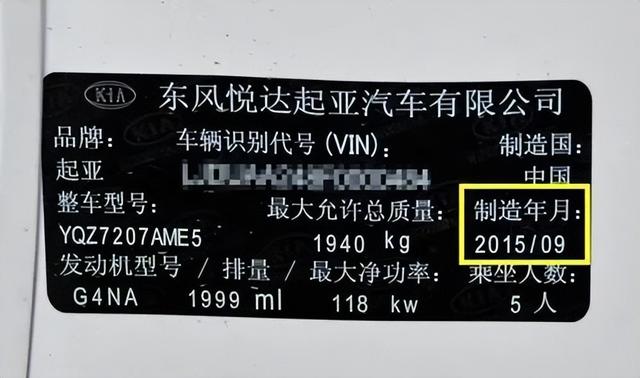 KIA 东风悦达起亚汽车有限公司
品牌： 车辆识别代号(VIN)： 制造国：
起亚 中国
整车型号： 最大允许总质量： 制造年月：
YQZ7207AME5 1940 kg 2015/09
发动机型号 / 排量 / 最大净功率： 乘坐人数：
G4NA 1999 ml 118 kw 5 人